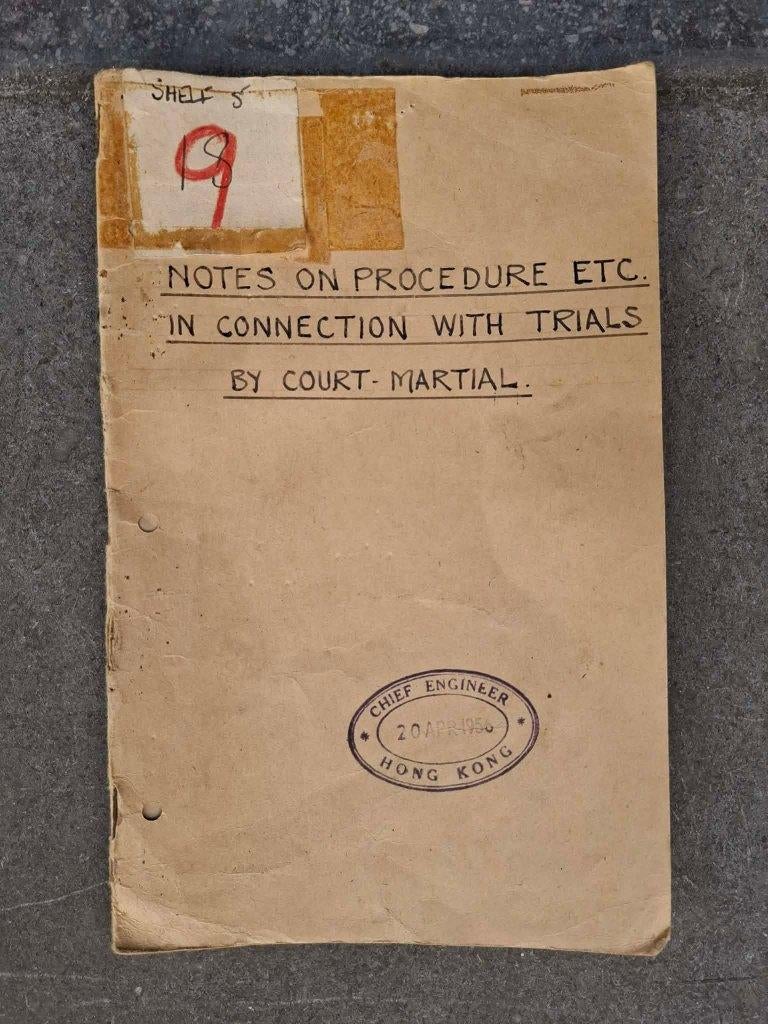 SHELF 5
9
NOTES ON PROCEDURE ETC.
IN CONNECTION WITH TRIALS
BY COURT-MARTIAL.
CHIEF ENGINEER
20 APR 1956
HONG KONG